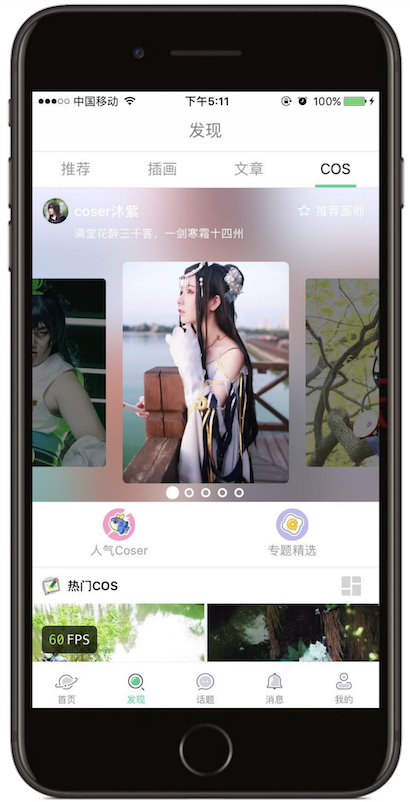 中国移动 下午5:11 100%
发现
推荐 插画 文章 COS
coser沐紫 推荐画师
满堂花醉三千客，一剑寒霜十四州
人气Coser 专题精选
热门COS
60 FPS
首页 发现 话题 消息 我的